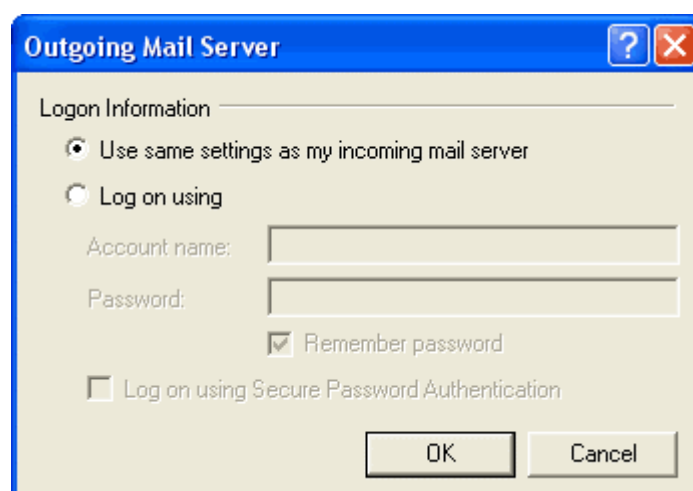 Outgoing Mail Server
Logon Information
Use same settings as my incoming mail server
Log on using
Account name:
Password:
Remember password
Log on using Secure Password Authentication
OK Cancel